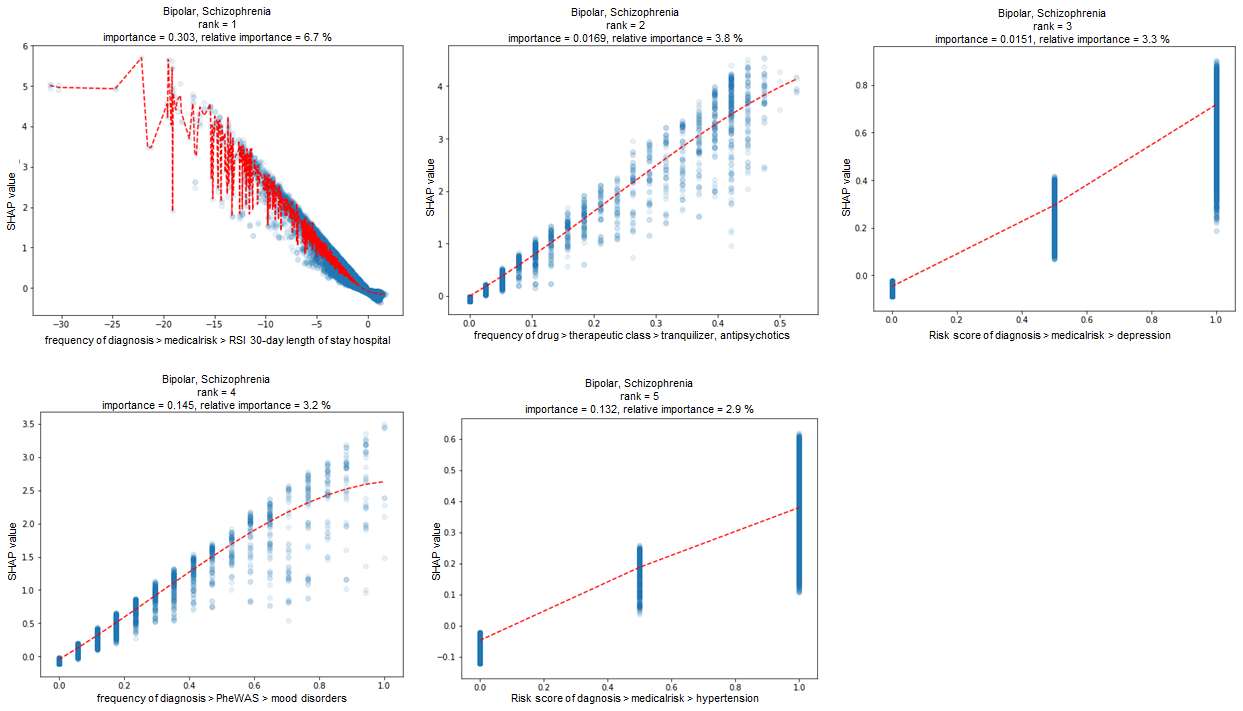 Bipolar, Schizophrenia
rank = 1
importance = 0.303, relative importance = 6.7 %
6
5
4
3
2
1
0
SHAP value
−30
−25
−20
−15
−10
−5
0
frequency of diagnosis > medicalrisk > RSI 30-day length of stay hospital
Bipolar, Schizophrenia
rank = 2
importance = 0.0169, relative importance = 3.8 %
4
3
2
1
0
SHAP value
0.0
0.1
0.2
0.3
0.4
0.5
frequency of drug > therapeutic class > tranquilizer, antipsychotics
Bipolar, Schizophrenia
rank = 3
importance = 0.0151, relative importance = 3.3 %
0.8
0.6
0.4
0.2
0.0
SHAP value
0.0
0.2
0.4
0.6
0.8
1.0
Risk score of diagnosis > medicalrisk > depression
Bipolar, Schizophrenia
rank = 4
importance = 0.145, relative importance = 3.2 %
3.5
3.0
2.5
2.0
1.5
1.0
0.5
0.0
SHAP value
0.0
0.2
0.4
0.6
0.8
1.0
frequency of diagnosis > PheWAS > mood disorders
Bipolar, Schizophrenia
rank = 5
importance = 0.132, relative importance = 2.9 %
0.6
0.5
0.4
0.3
0.2
0.1
0.0
−0.1
SHAP value
0.0
0.2
0.4
0.6
0.8
1.0
Risk score of dagnosis > medicalrisk > hypertension